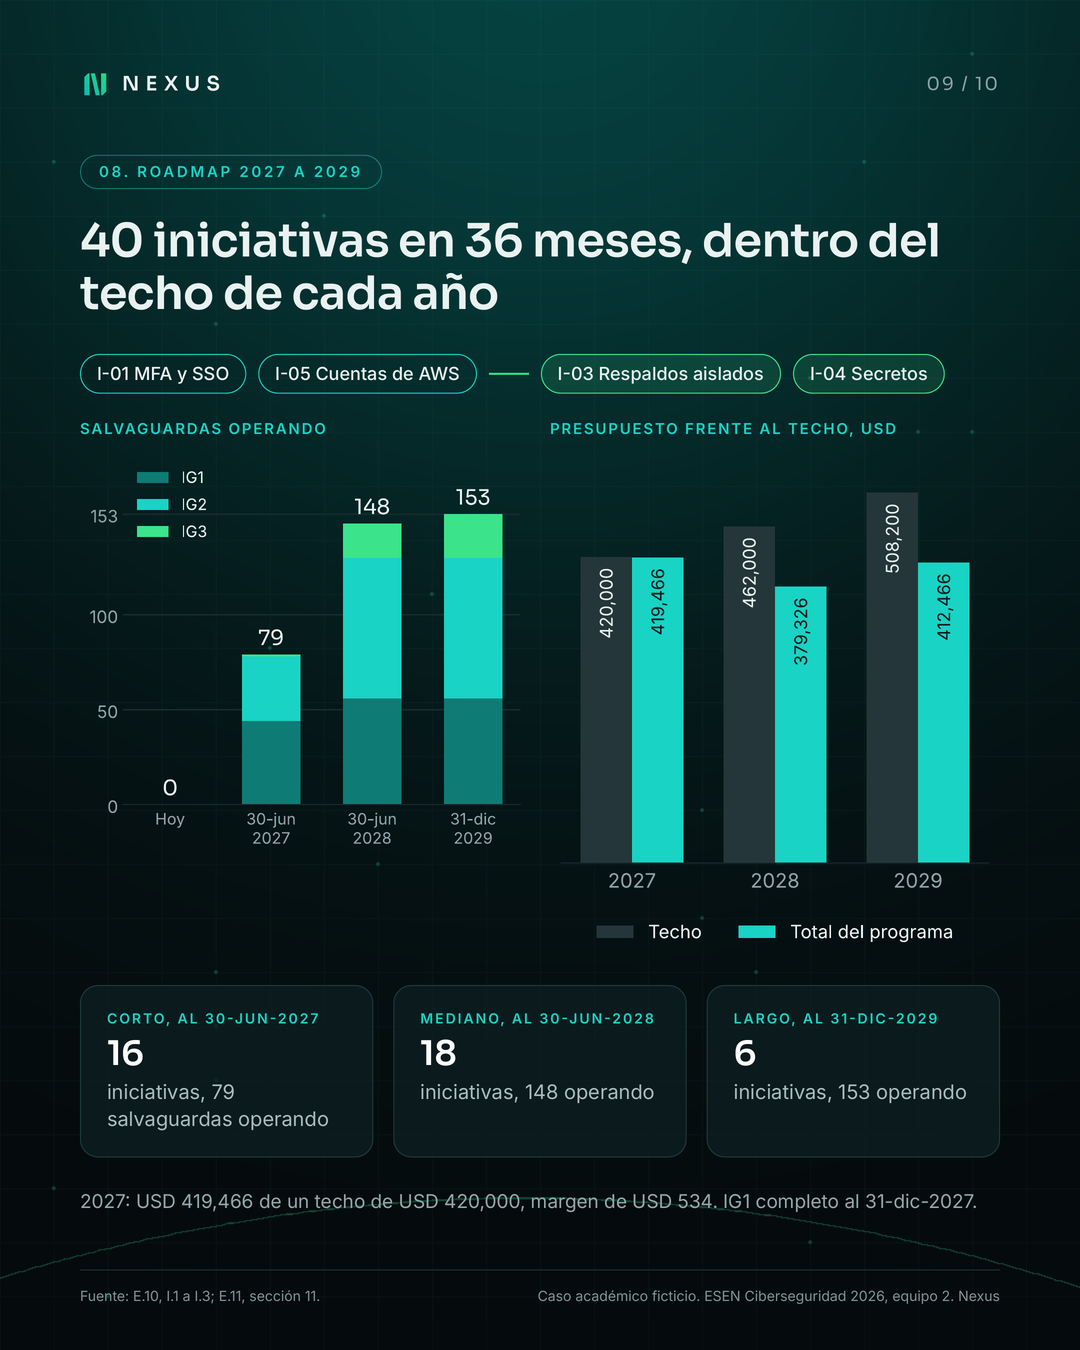 NEXUS
09 / 10
08. ROADMAP 2027 A 2029
40 iniciativas en 36 meses, dentro del
techo de cada año
I-01 MFA y SSO
I-05 Cuentas de AWS
I-03 Respaldos aislados
I-04 Secretos
SALVAGUARDAS OPERANDO
IG1
IG2
IG3
153
100
50
0
0
79
148
153
Hoy
30-jun
2027
30-jun
2028
31-dic
2029
PRESUPUESTO FRENTE AL TECHO, USD
420,000
419,466
462,000
379,326
508,200
412,466
2027
2028
2029
Techo
Total del programa
CORTO, AL 30-JUN-2027
16
iniciativas, 79
salvaguardas operando
MEDIANO, AL 30-JUN-2028
18
iniciativas, 148 operando
LARGO, AL 31-DIC-2029
6
iniciativas, 153 operando
2027: USD 419,466 de un techo de USD 420,000, margen de USD 534. IG1 completo al 31-dic-2027.
Fuente: E.10, I.1 a I.3; E.11, sección 11.
Caso académico ficticio. ESEN Ciberseguridad 2026, equipo 2. Nexus